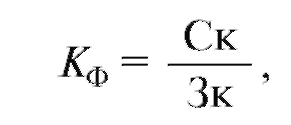 K_Ф = Ск / Зк,